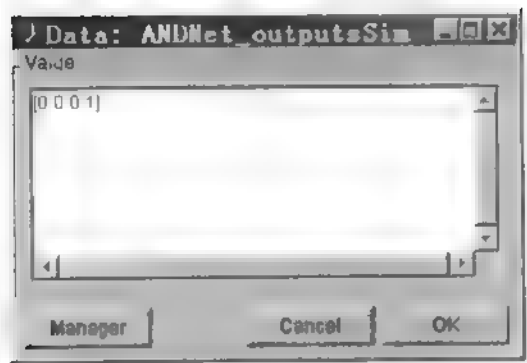 Data: ANDNet_outputsSim
Value
[0 0 0 1]
Manager Cancel OK